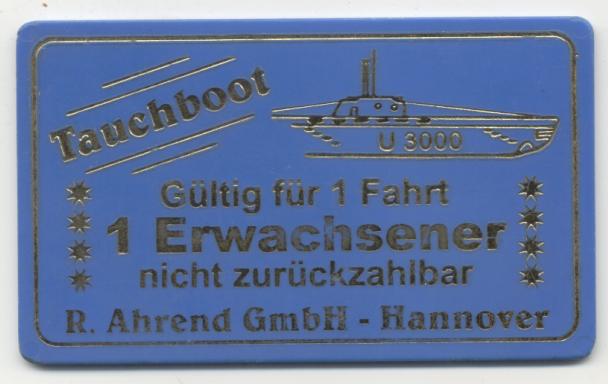 Tauchboot
U 3000
Gültig für 1 Fahrt
1 Erwachsener
nicht zurückzahlbar
R. Ahrend GmbH - Hannover